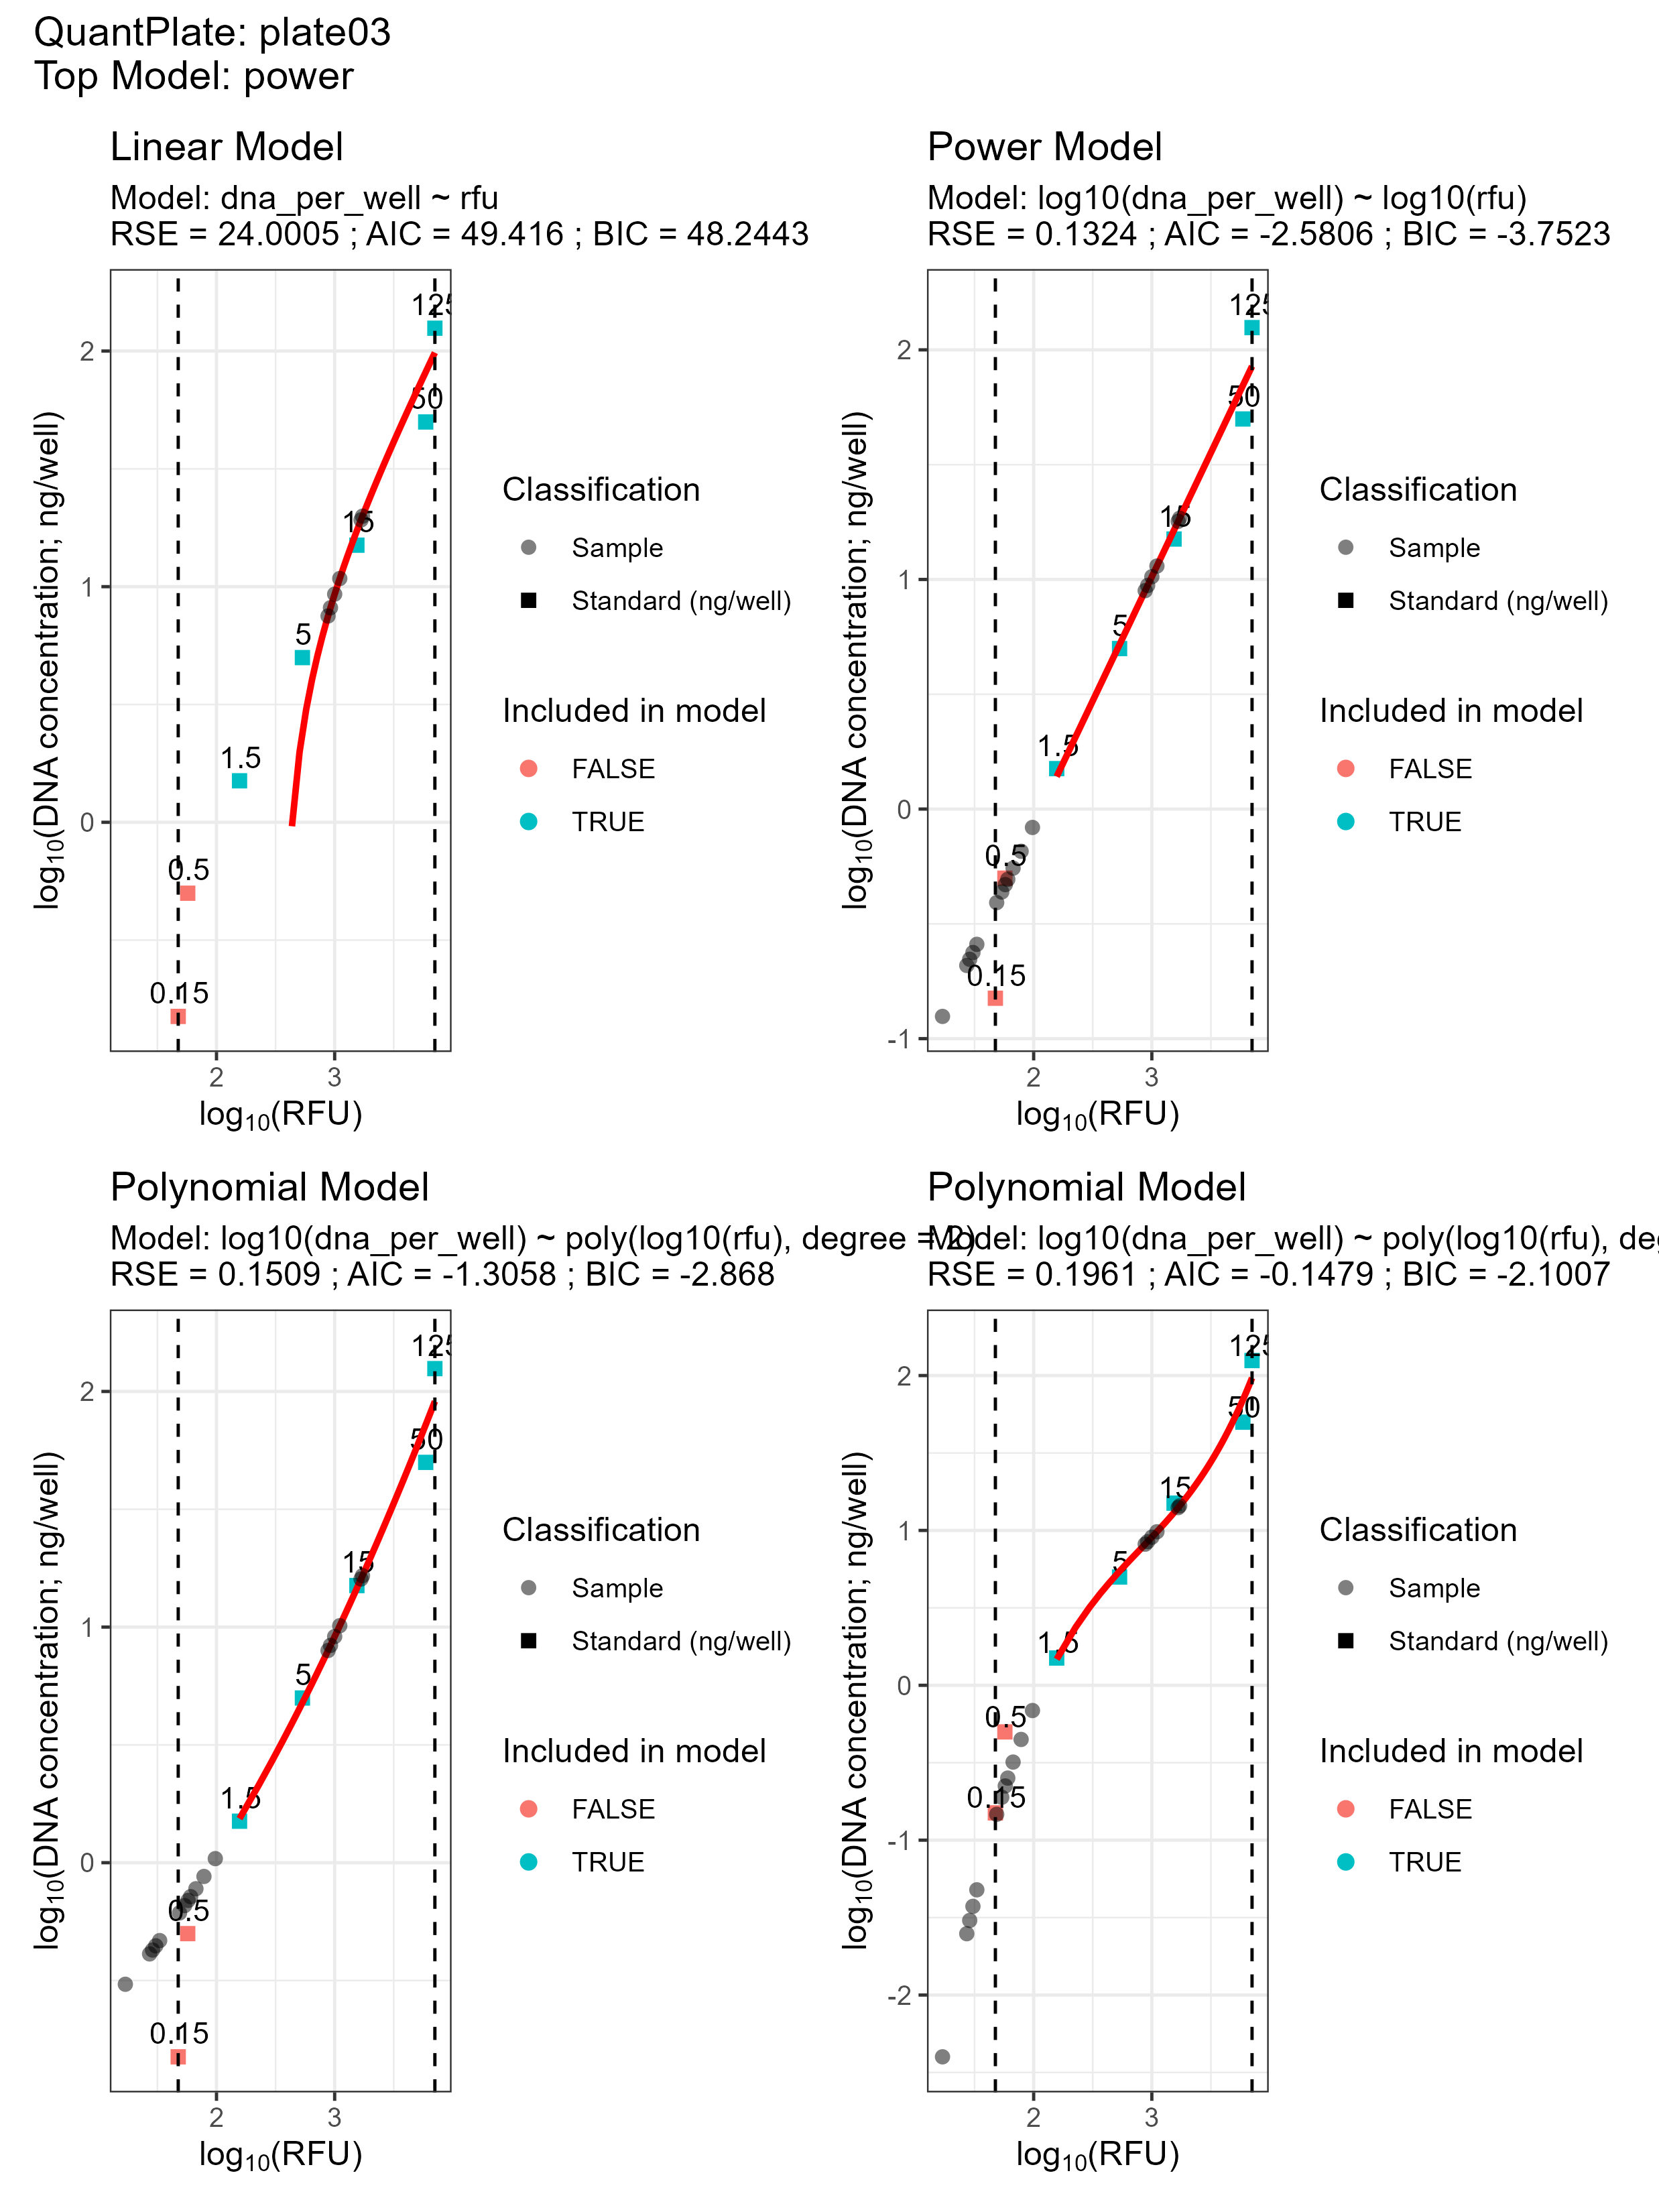 QuantPlate: plate03
Top Model: power
Linear Model
Model: dna_per_well ~ rfu
RSE = 24.0005 ; AIC = 49.416 ; BIC = 48.2443
125
50
15
5
1.5
0.5
0.15
2
1
0
2
3
log10(DNA concentration; ng/well)
log10(RFU)
Classification
Sample
Standard (ng/well)
Included in model
FALSE
TRUE
Power Model
Model: log10(dna_per_well) ~ log10(rfu)
RSE = 0.1324 ; AIC = -2.5806 ; BIC = -3.7523
125
50
15
5
1.5
0.5
0.15
2
1
0
-1
2
3
log10(DNA concentration; ng/well)
log10(RFU)
Classification
Sample
Standard (ng/well)
Included in model
FALSE
TRUE
Polynomial Model
Model: log10(dna_per_well) ~ poly(log10(rfu), degree = 2)
RSE = 0.1509 ; AIC = -1.3058 ; BIC = -2.868
125
50
15
5
1.5
0.5
0.15
2
1
0
2
3
log10(DNA concentration; ng/well)
log10(RFU)
Classification
Sample
Standard (ng/well)
Included in model
FALSE
TRUE
Polynomial Model
Model: log10(dna_per_well) ~ poly(log10(rfu),
RSE = 0.1961 ; AIC = -0.1479 ; BIC = -2.1007
125
50
15
5
1.5
0.5
0.15
2
1
0
-1
-2
2
3
log10(DNA concentration; ng/well)
log10(RFU)
Classification
Sample
Standard (ng/well)
Included in model
FALSE
TRUE